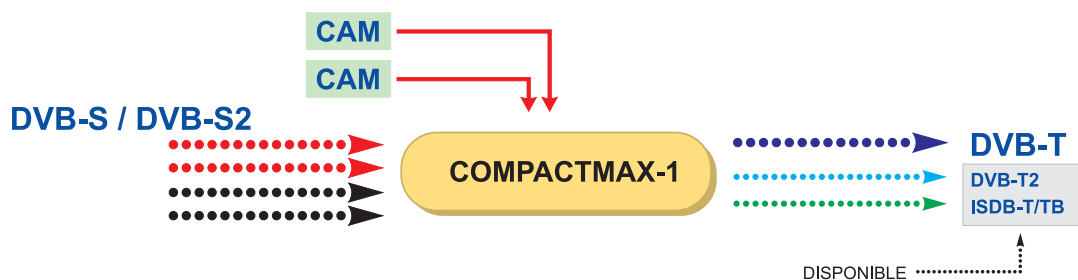 CAM
CAM
DVB-S / DVB-S2
COMPACTMAX-1
DVB-T
DVB-T2
ISDB-T/TB
DISPONIBLE